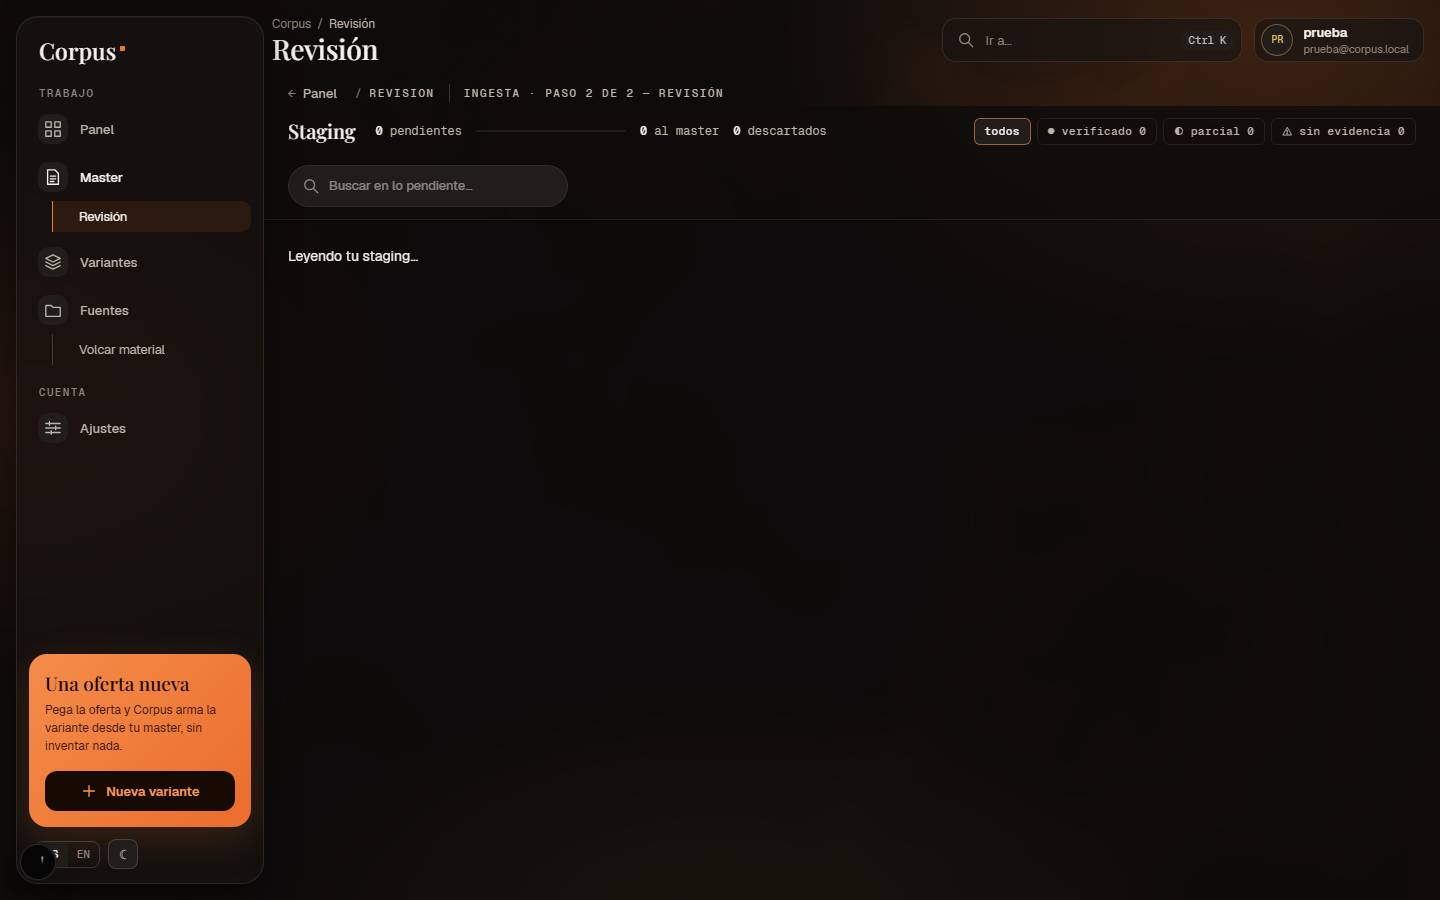 Corpus
TRABAJO
Panel
Master
Revisión
Variantes
Fuentes
Volcar material
CUENTA
Ajustes
Una oferta nueva
Pega la oferta y Corpus arma la
variante desde tu master, sin
inventar nada.
+ Nueva variante
EN
Corpus / Revisión
Revisión
Ir a...
Ctrl K
PR
prueba
prueba@corpus.local
← Panel / REVISION INGESTA · PASO 2 DE 2 — REVISIÓN
Staging 0 pendientes 0 al master 0 descartados
todos verificado 0 parcial 0 sin evidencia 0
Buscar en lo pendiente...
Leyendo tu staging...